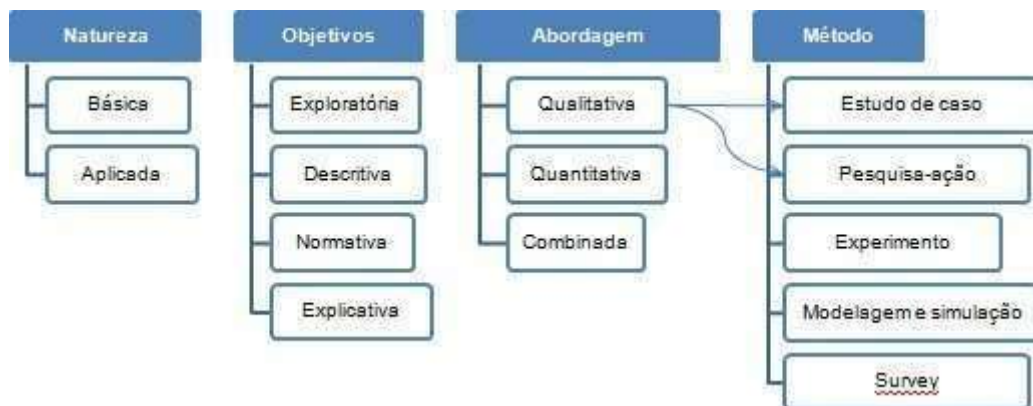 Natureza
Básica
Aplicada
Objetivos
Exploratória
Descritiva
Normativa
Explicativa
Abordagem
Qualitativa
Quantitativa
Combinada
Método
Estudo de caso
Pesquisa-ação
Experimento
Modelagem e simulação
Survey